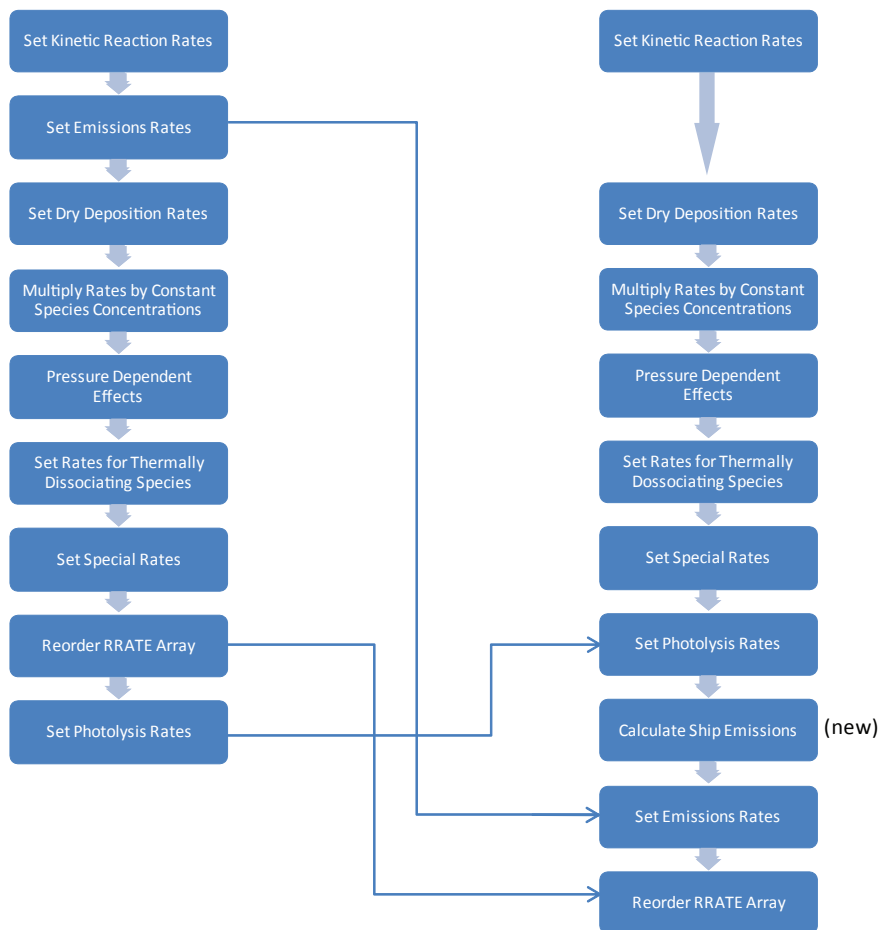 Set Kinetic Reaction Rates
Set Emissions Rates
Set Dry Deposition Rates
Multiply Rates by Constant
Species Concentrations
Pressure Dependent
Effects
Set Rates for Thermally
Dissociating Species
Set Special Rates
Reorder RRATE Array
Set Photolysis Rates
Set Kinetic Reaction Rates
Set Dry Deposition Rates
Multiply Rates by Constant
Species Concentrations
Pressure Dependent
Effects
Set Rates for Thermally
Dossociating Species
Set Special Rates
Set Photolysis Rates
Calculate Ship Emissions
(new)
Set Emissions Rates
Reorder RRATE Array